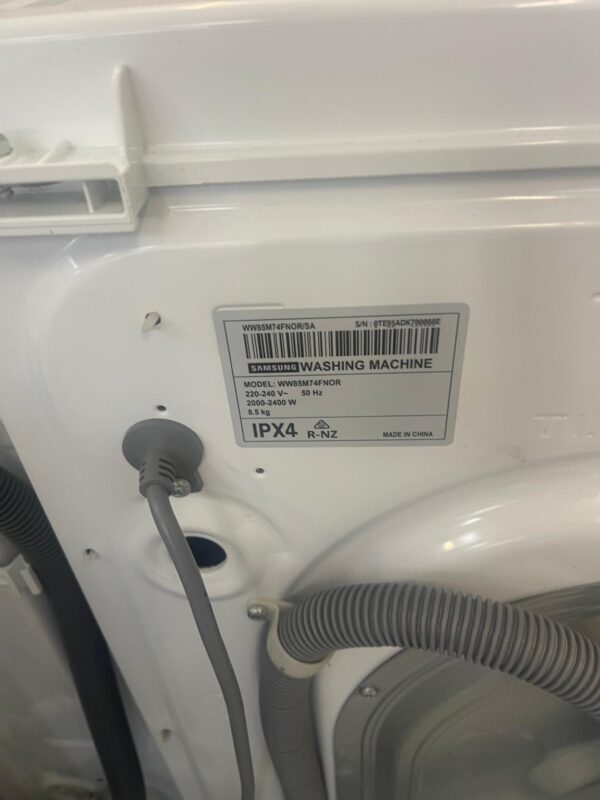 WW85M74FNOR/SA S/N : 0TE95ADK700088E
SAMSUNG WASHING MACHINE
MODEL: WW85M74FNOR
220-240 V~ 50 Hz
2000-2400 W
8.5 kg
IPX4 R-NZ MADE IN CHINA